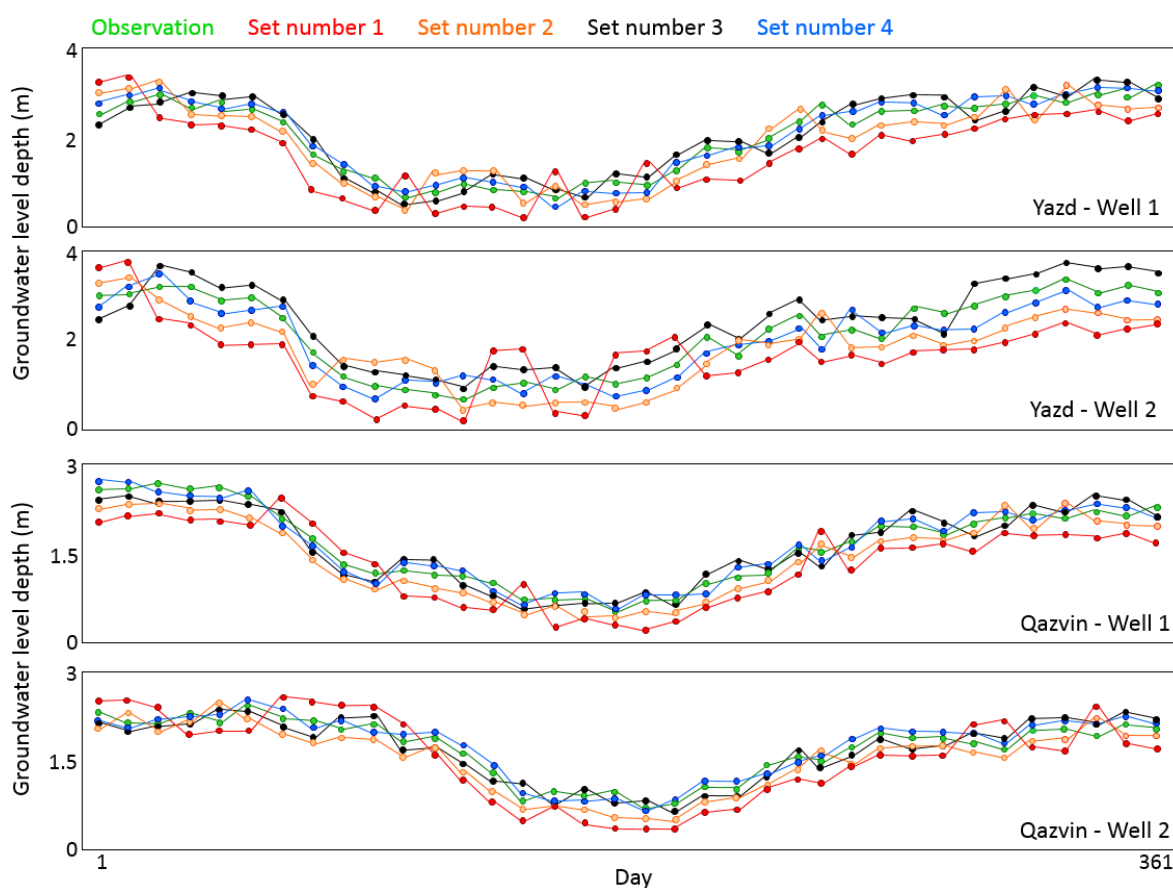 Observation Set number 1 Set number 2 Set number 3 Set number 4
Groundwater level depth (m)
4
2
0
Yazd - Well 1
4
2
0
Yazd - Well 2
Groundwater level depth (m)
3
1.5
0
Qazvin - Well 1
3
1.5
0
Qazvin - Well 2
1 361
Day